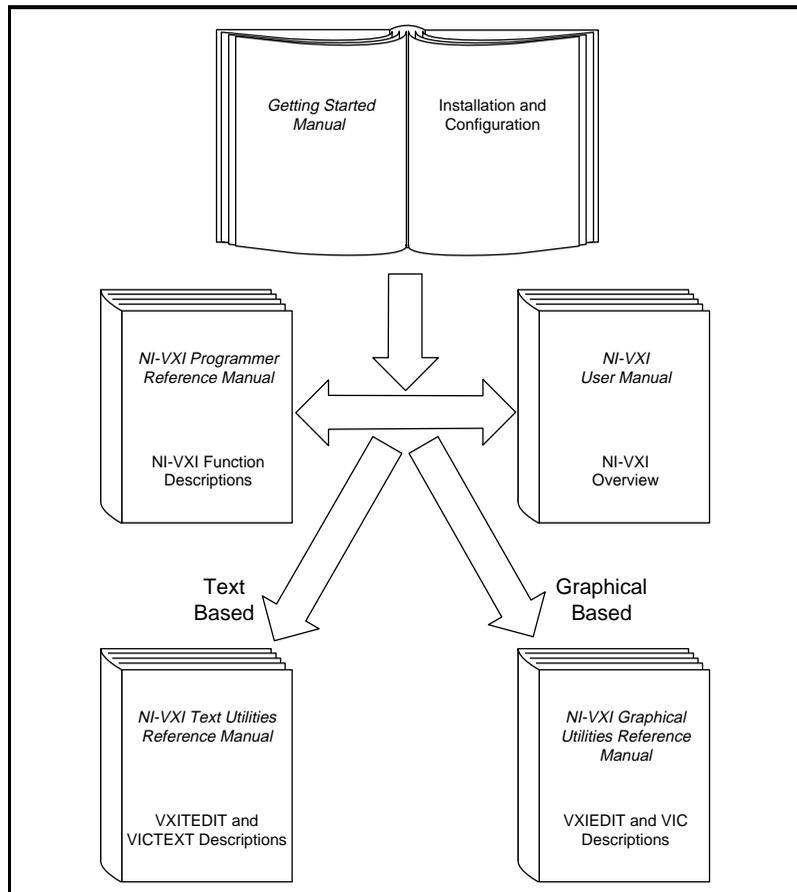 Getting Started
Manual
Installation and
Configuration
NI-VXI Programmer
Reference Manual
NI-VXI Function
Descriptions
NI-VXI
User Manual
NI-VXI
Overview
Text
Based
Graphical
Based
NI-VXI Text Utilities
Reference Manual
VXITEDIT and
VICTEXT Descriptions
NI-VXI Graphical
Utilities Reference
Manual
VXIEDIT and VIC
Descriptions